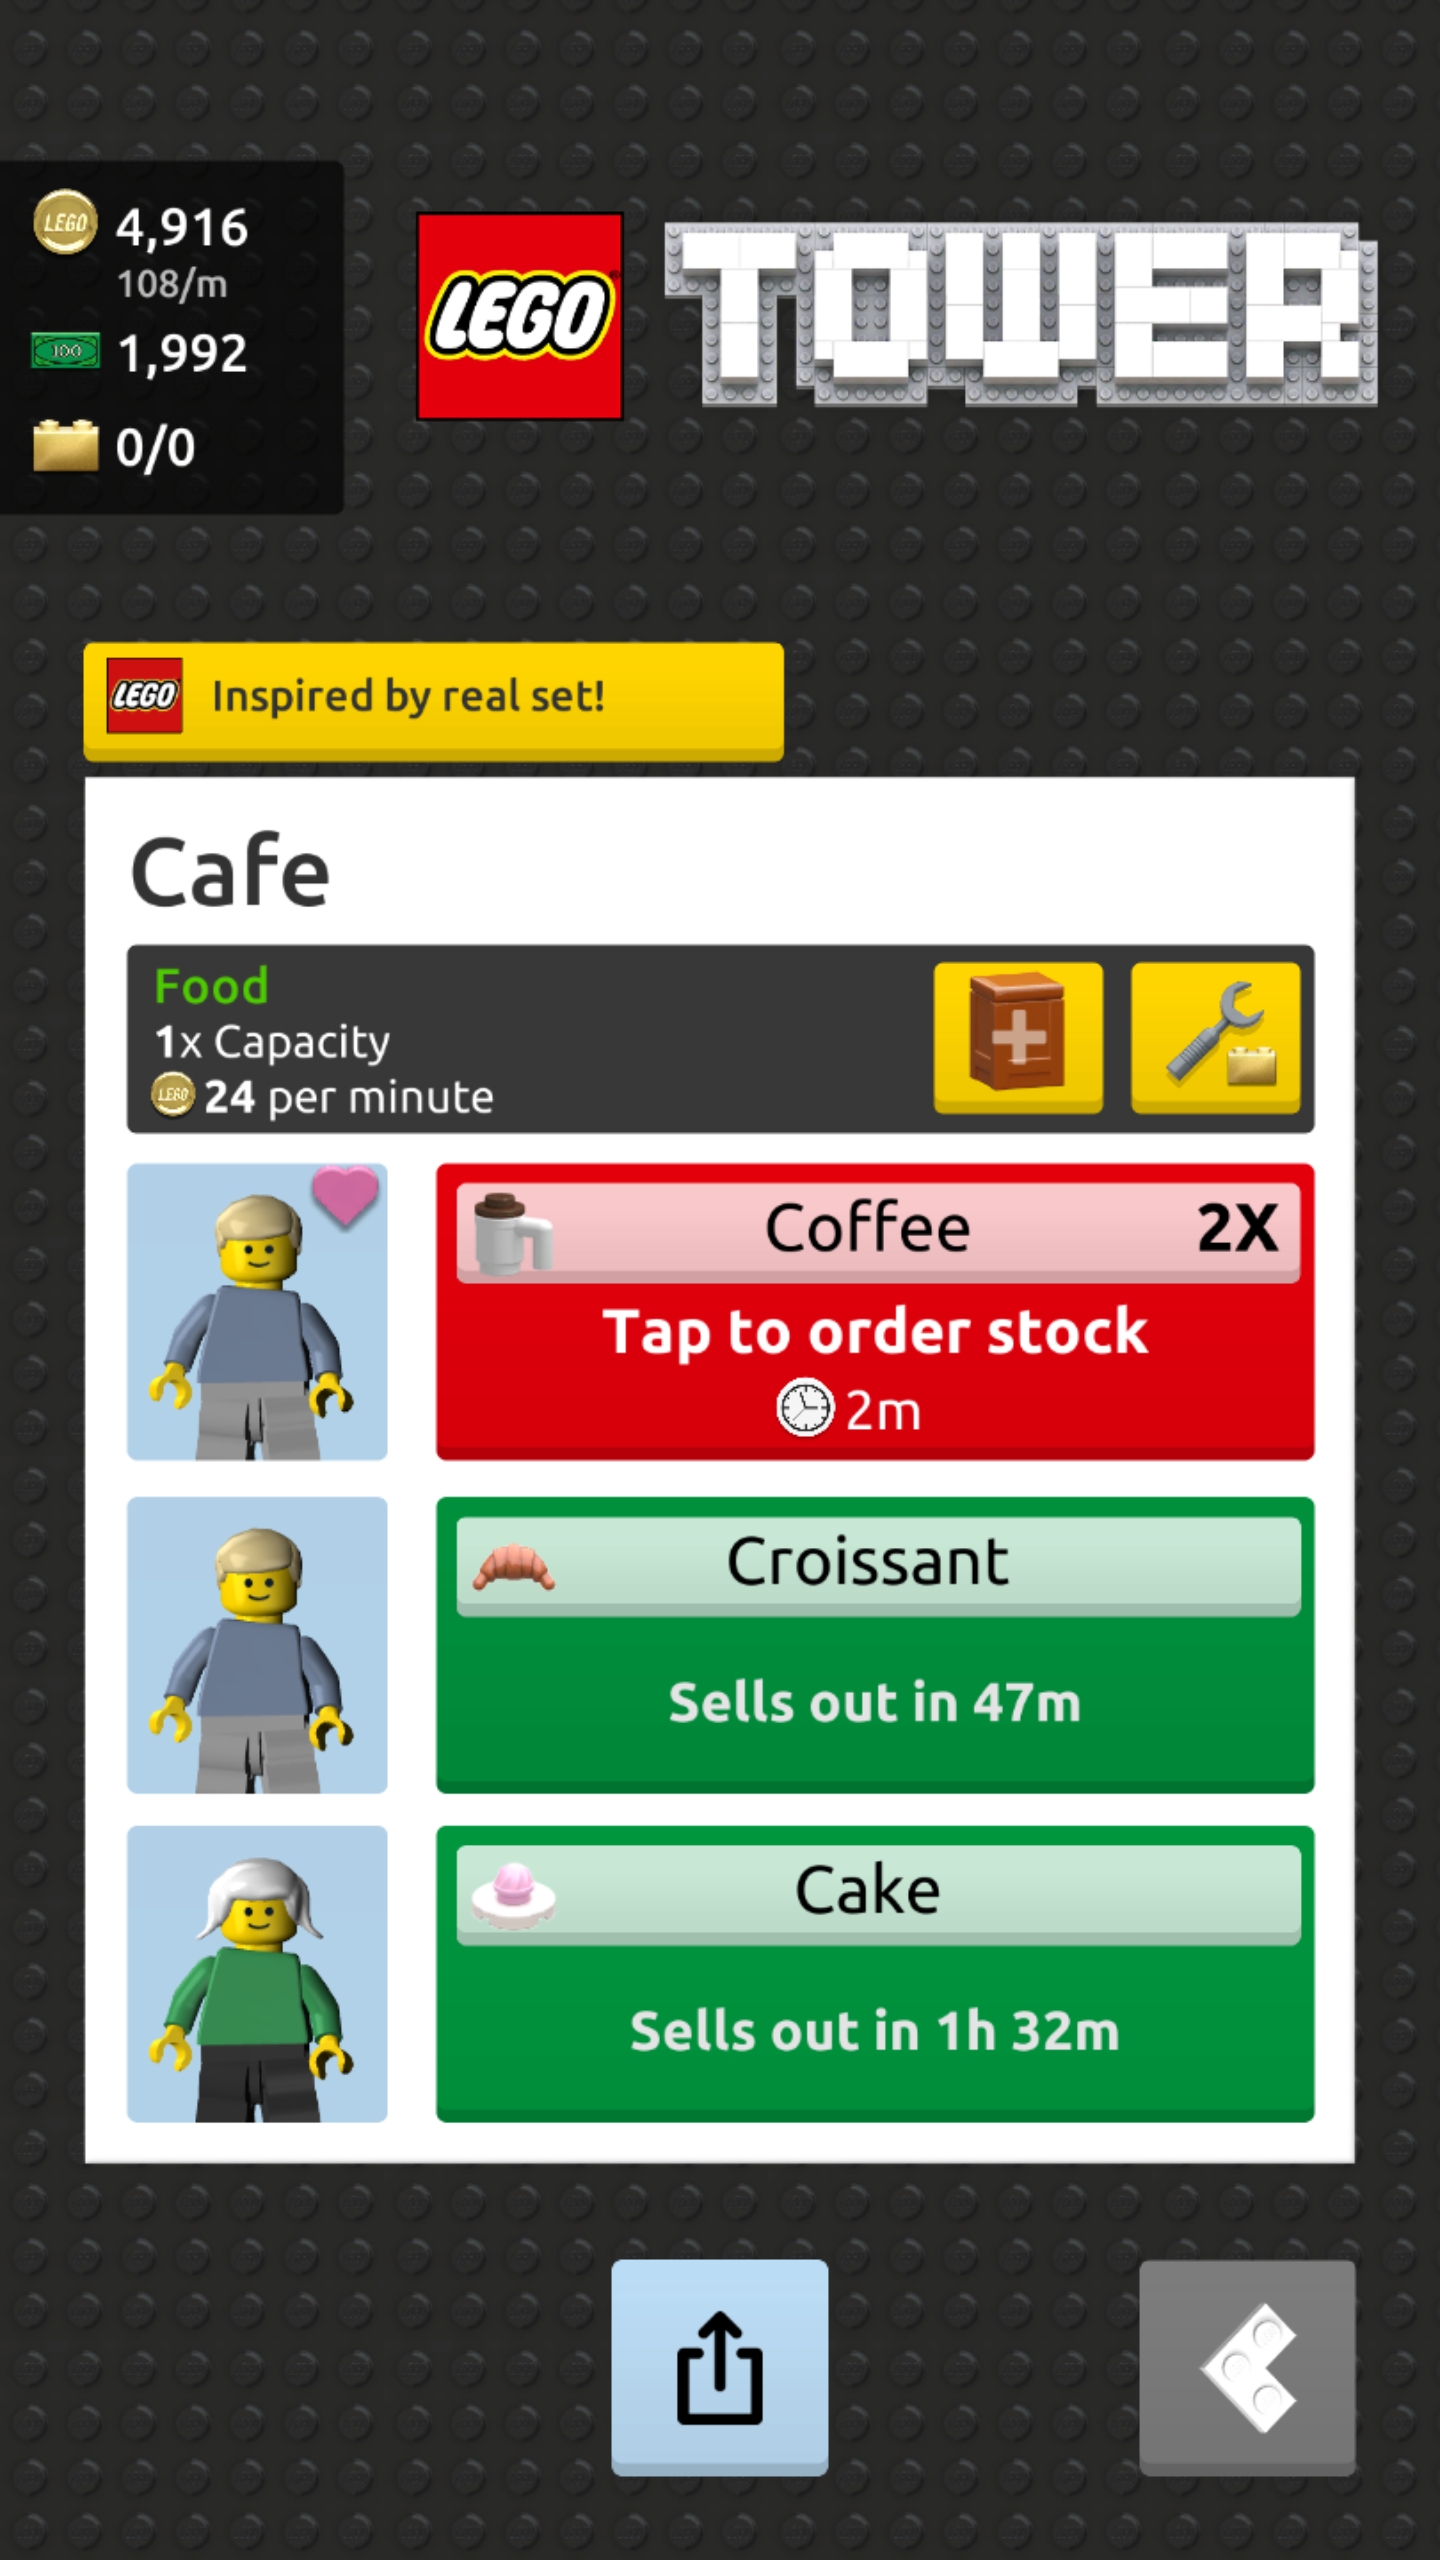 LEGO
4,916
108/m
100
1,992
0/0
LEGO
TOWER
LEGO
Inspired by real set!
Cafe
Food
1x Capacity
LEGO
24 per minute
Coffee
2X
Tap to order stock
2m
Croissant
Sells out in 47m
Cake
Sells out in 1h 32m